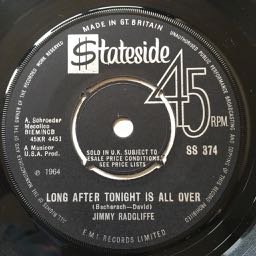 MADE IN GT. BRITAIN
Stateside
45 RPM
A. Schroeder
Mecolico
BIEM/NCB
45KR 4451
A Musicor
U.S.A. Prod.
℗ 1964
SOLD IN U.K. SUBJECT TO
RESALE PRICE CONDITIONS,
SEE PRICE LISTS
SS 374
LONG AFTER TONIGHT IS ALL OVER
(Bacharach—David)
JIMMY RADCLIFFE
E.M.I. RECORDS LIMITED